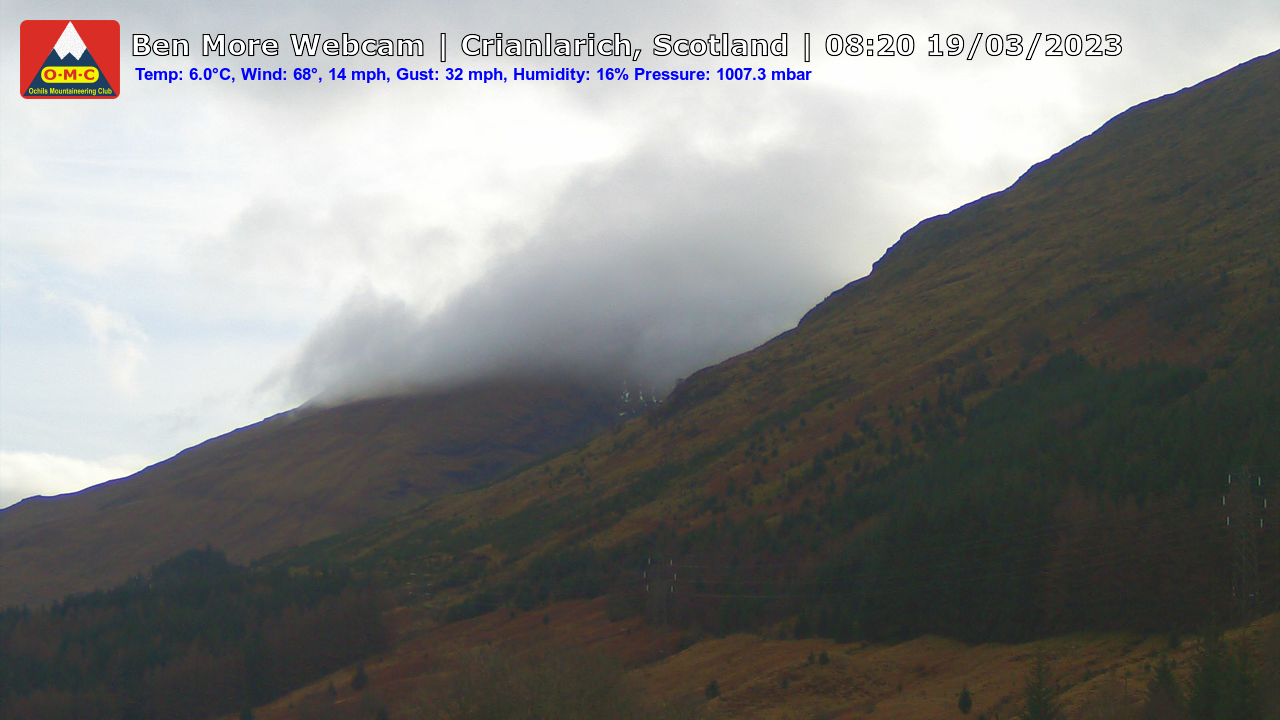 Ben More Webcam | Crianlarich, Scotland | 08:20 19/03/2023
Temp: 6.0°C, Wind: 68°, 14 mph, Gust: 32 mph, Humidity: 16% Pressure: 1007.3 mbar
O·M·C
Ochils Mountaineering Club